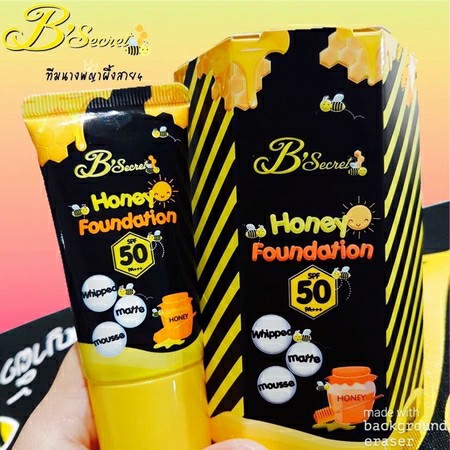 B'Secret
ทีมนางพญาผึ้งสาย4
B'Secret
Honey
Foundation
SPF
50
PA+++
Whipped
matte
mousse
HONEY
B'Secret
Honey
Foundation
SPF
50
PA+++
Whipped
matte
mousse
HONEY
made with
background
eraser